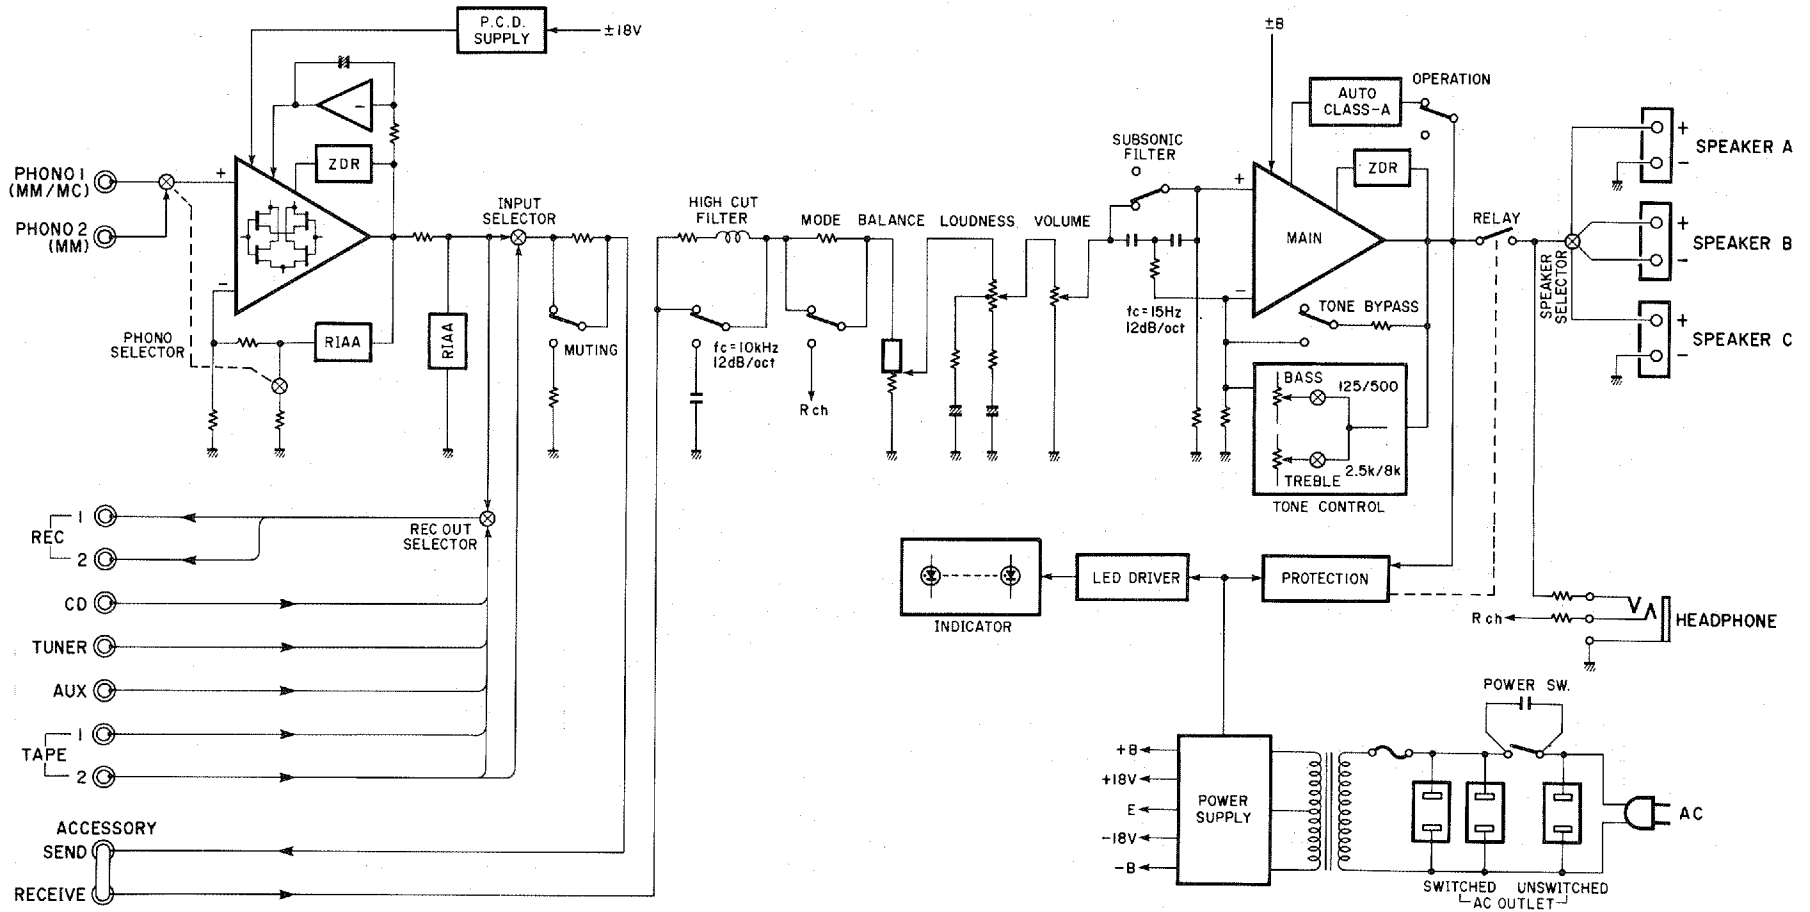 P.C.D.
SUPPLY
±18V
±B
OPERATION
AUTO
CLASS-A
SUBSONIC
FILTER
+
SPEAKER A
-
PHONO 1
(MM/MC)
PHONO 2
(MM)
+
-
-
ZDR
RIAA
RIAA
PHONO
SELECTOR
INPUT
SELECTOR
MUTING
HIGH CUT
FILTER
fc=10kHz
12dB/oct
MODE
R ch
BALANCE
LOUDNESS
VOLUME
fc=15Hz
12dB/oct
+
-
MAIN
ZDR
TONE BYPASS
BASS
125/500
2.5k/8k
TREBLE
TONE CONTROL
RELAY
SPEAKER
SELECTOR
+
SPEAKER B
-
+
SPEAKER C
-
REC
1
2
REC OUT
SELECTOR
CD
TUNER
AUX
TAPE
1
2
ACCESSORY
SEND
RECEIVE
INDICATOR
LED DRIVER
PROTECTION
R ch
HEADPHONE
POWER SW.
+B
+18V
E
-18V
-B
POWER
SUPPLY
AC
SWITCHED UNSWITCHED
AC OUTLET